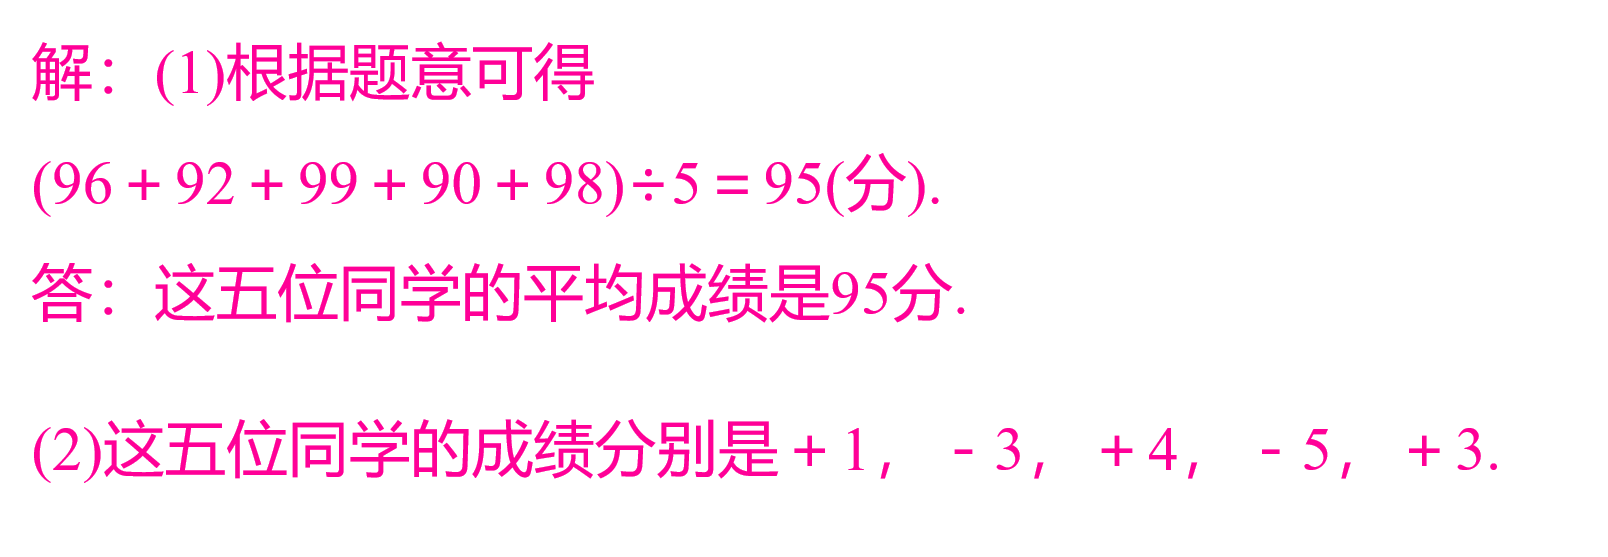 解：(1)根据题意可得
(96＋92＋99＋90＋98)÷5＝95(分).
答：这五位同学的平均成绩是95分.
(2)这五位同学的成绩分别是＋1，－3，＋4，－5，＋3.